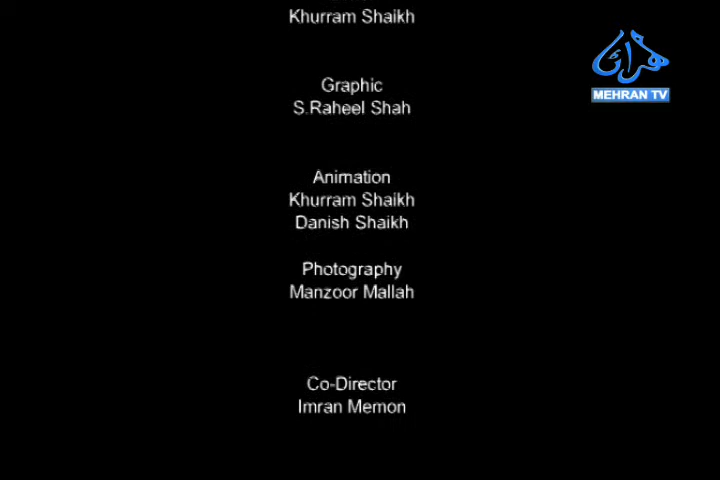 Khurram Shaikh
Graphic
S.Raheel Shah
Animation
Khurram Shaikh
Danish Shaikh
Photography
Manzoor Mallah
Co-Director
Imran Memon
مهراڻ
MEHRAN TV